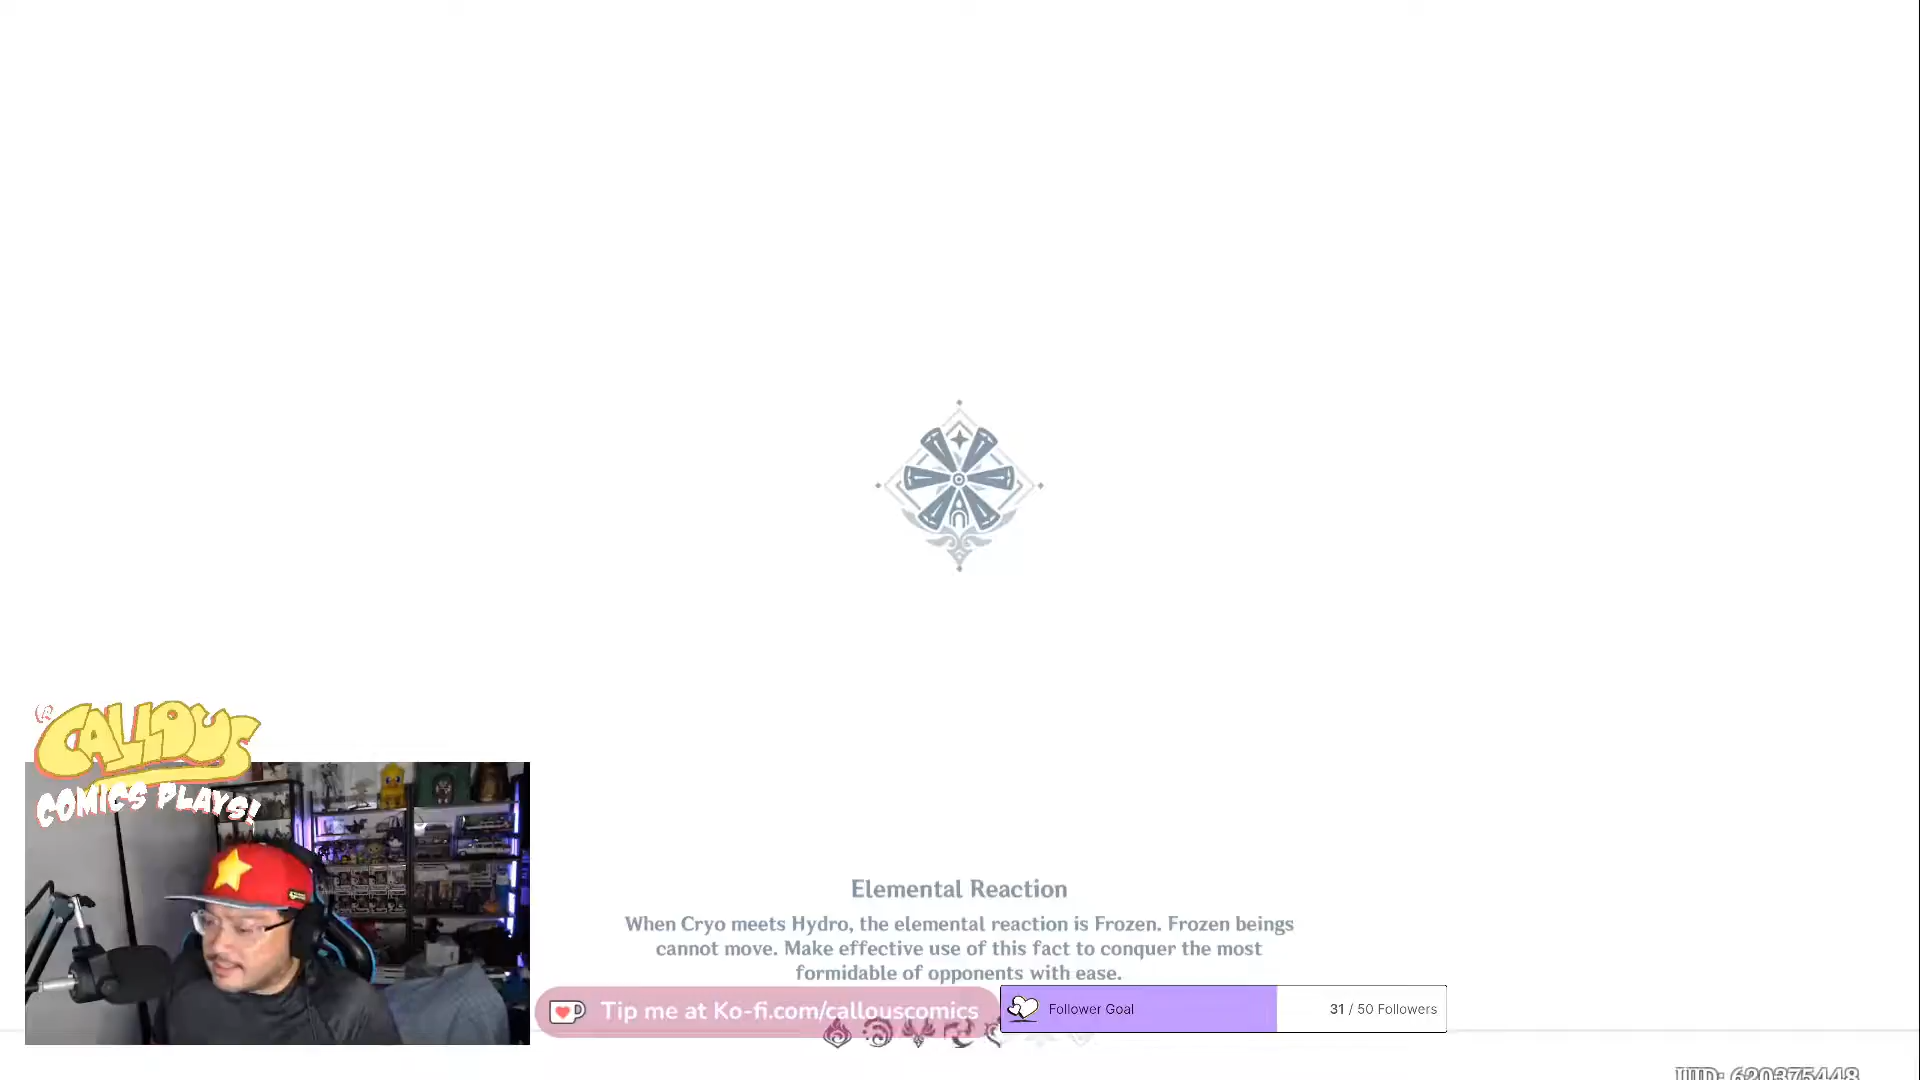 CALLOUS
COMICS PLAYS!
Elemental Reaction
When Cryo meets Hydro, the elemental reaction is Frozen. Frozen beings
cannot move. Make effective use of this fact to conquer the most
formidable of opponents with ease.
Tip me at Ko-fi.com/callouscomics
Follower Goal
31 / 50 Followers
UID: 620375448